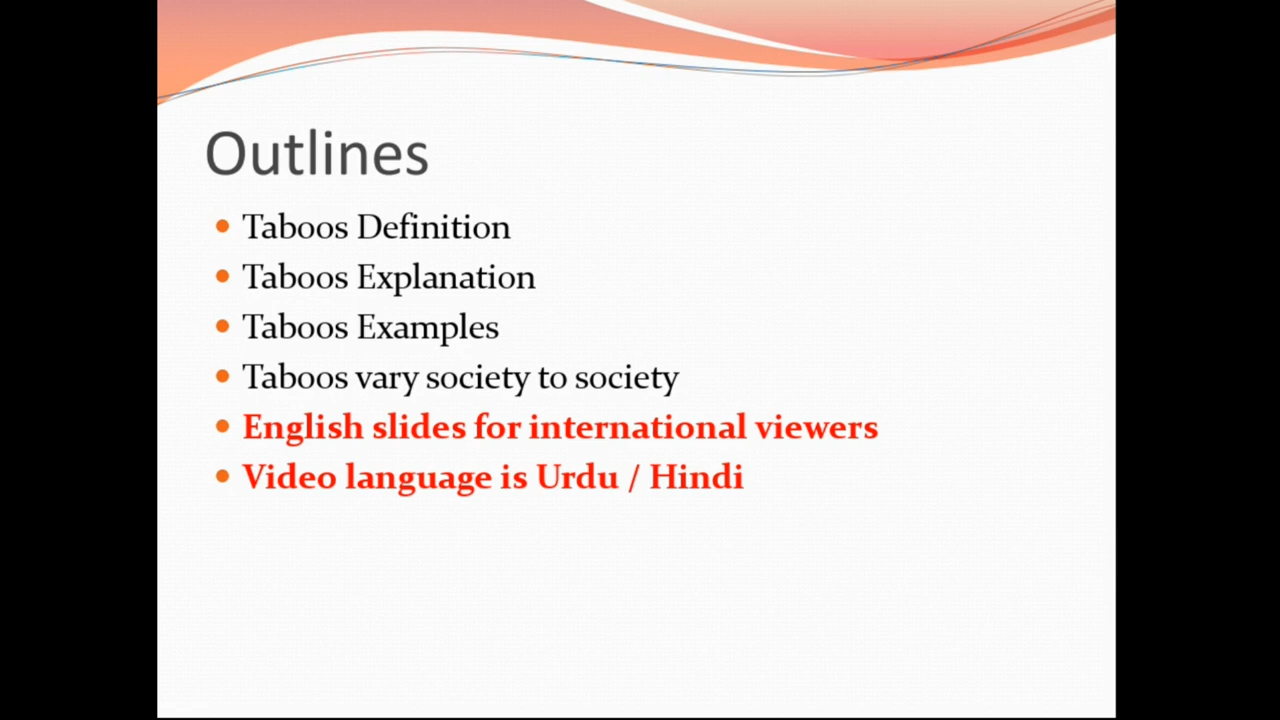 Outlines
Taboos Definition
Taboos Explanation
Taboos Examples
Taboos vary society to society
English slides for international viewers
Video language is Urdu / Hindi